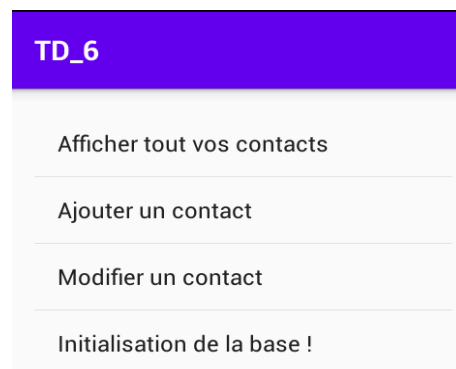 TD_6
Afficher tout vos contacts
Ajouter un contact
Modifier un contact
Initialisation de la base !